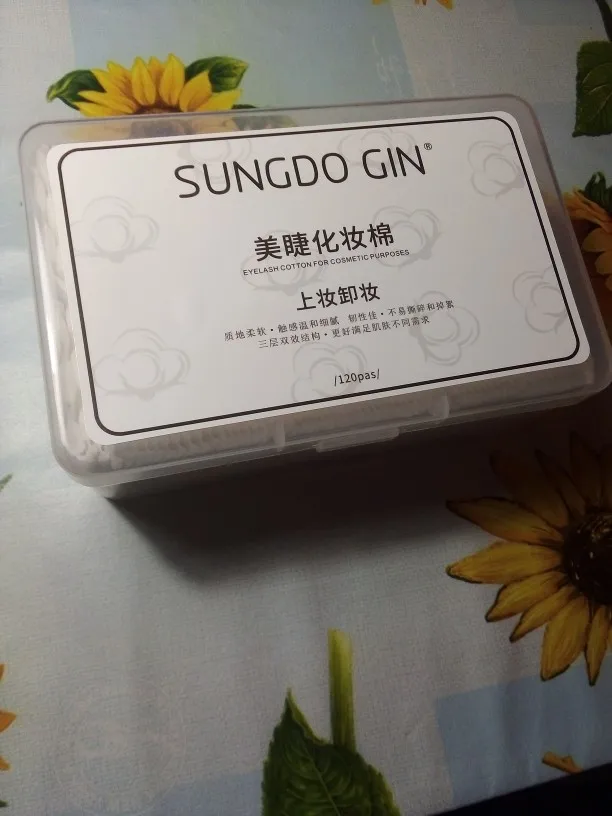 SUNGDO GIN®
美睫化妆棉
EYELASH COTTON FOR COSMETIC PURPOSES
上妆卸妆
质地柔软·触感温和细腻 韧性佳·不易撕碎和掉絮
三层双效结构·更好满足肌肤不同需求
/120pas/